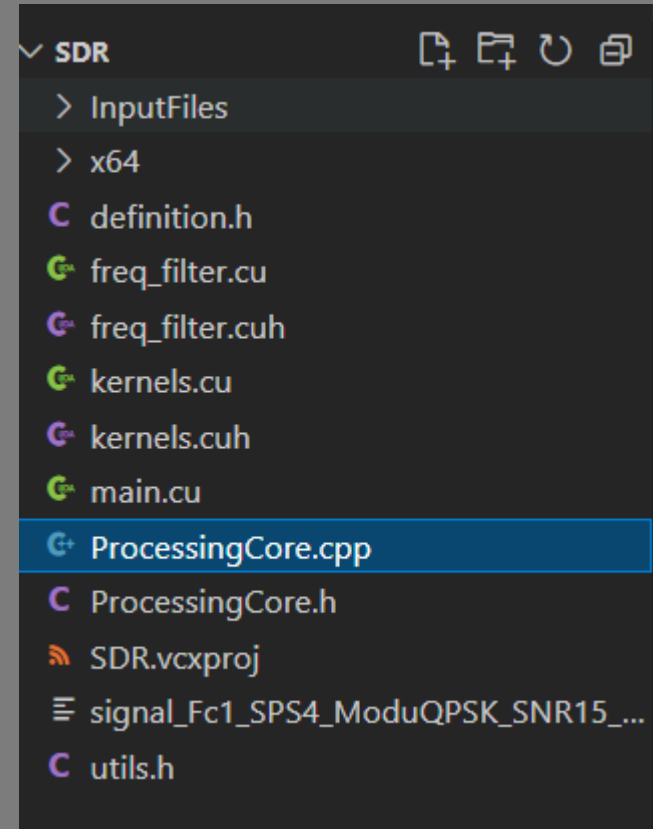 SDR
InputFiles
x64
C definition.h
freq_filter.cu
freq_filter.cuh
kernels.cu
kernels.cuh
main.cu
ProcessingCore.cpp
C ProcessingCore.h
SDR.vcxproj
signal_Fc1_SPS4_ModuQPSK_SNR15_...
C utils.h